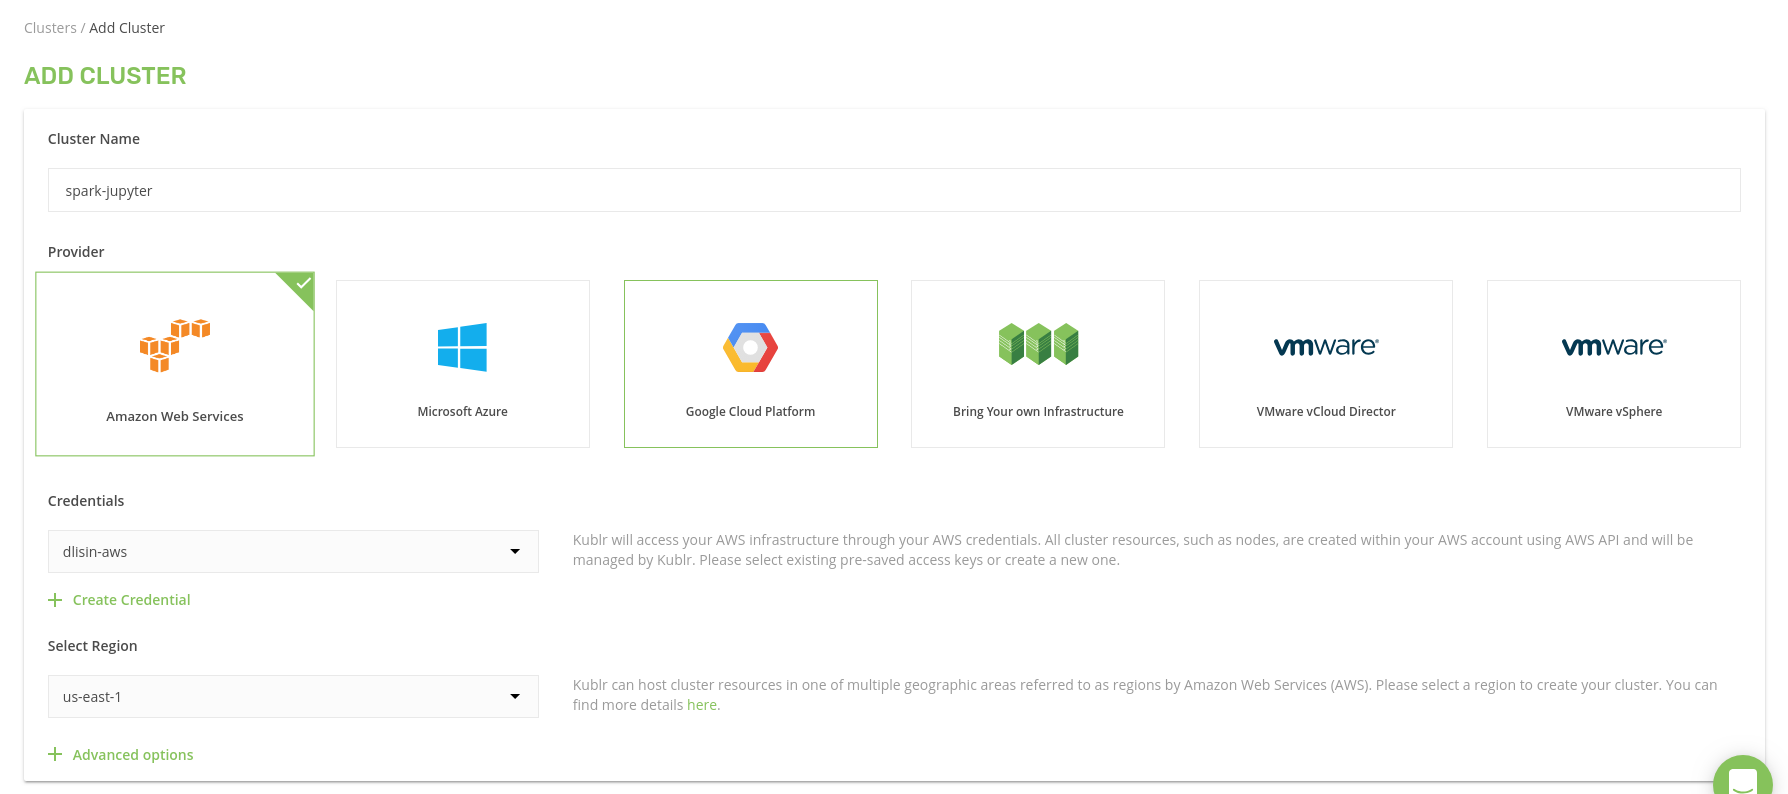 Clusters / Add Cluster
ADD CLUSTER
Cluster Name
spark-jupyter
Provider
vmware® vmware®
Amazon Web Services Microsoft Azure Google Cloud Platform Bring Your own Infrastructure VMware vCloud Director VMware vSphere
Credentials
dlisin-aws
Kublr will access your AWS infrastructure through your AWS credentials. All cluster resources, such as nodes, are created within your AWS account using AWS API and will be
managed by Kublr. Please select existing pre-saved access keys or create a new one.
+ Create Credential
Select Region
us-east-1
Kublr can host cluster resources in one of multiple geographic areas referred to as regions by Amazon Web Services (AWS). Please select a region to create your cluster. You can
find more details here.
+ Advanced options